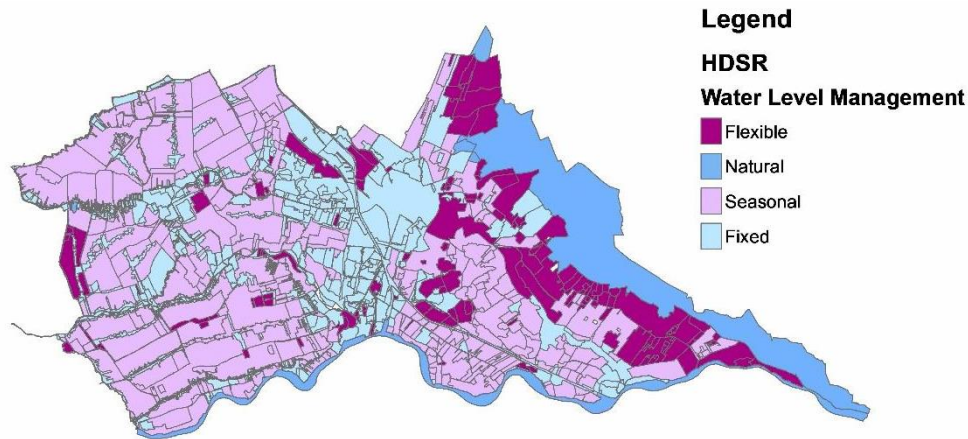 Legend
HDSR
Water Level Management
Flexible
Natural
Seasonal
Fixed